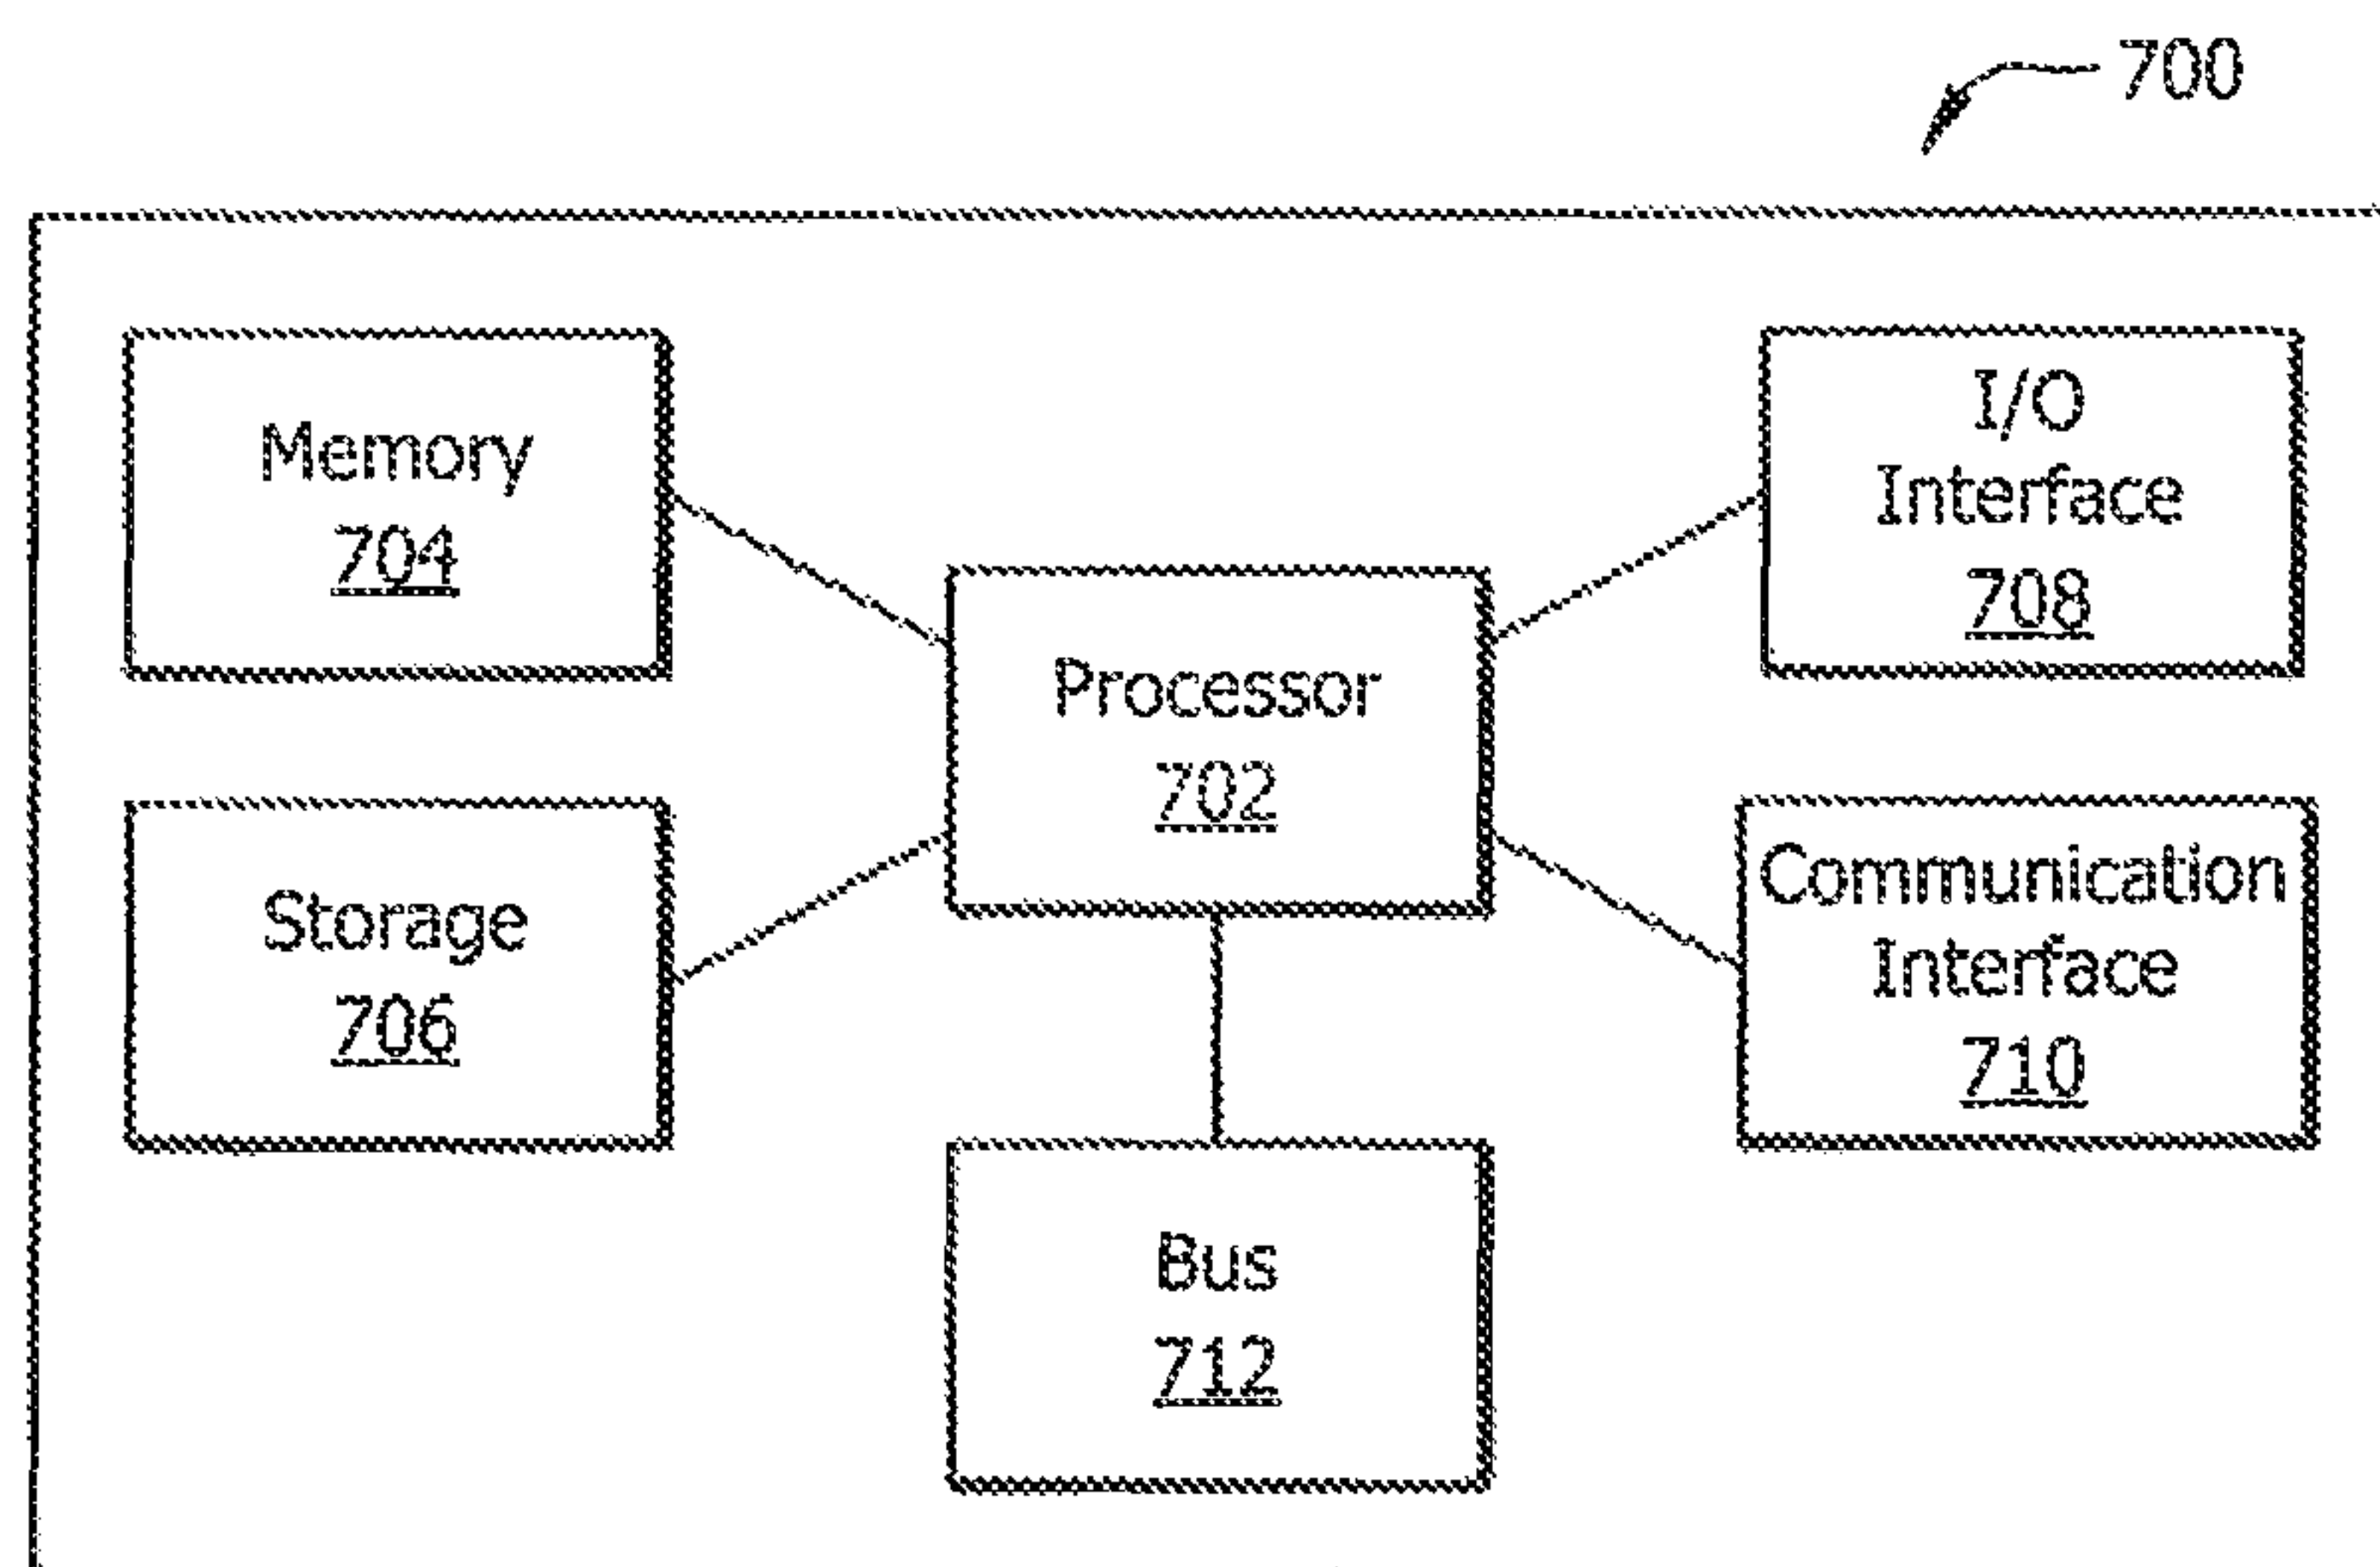 700
Memory
704
I/O
Interface
708
Processor
702
Storage
706
Communication
Interface
710
Bus
712